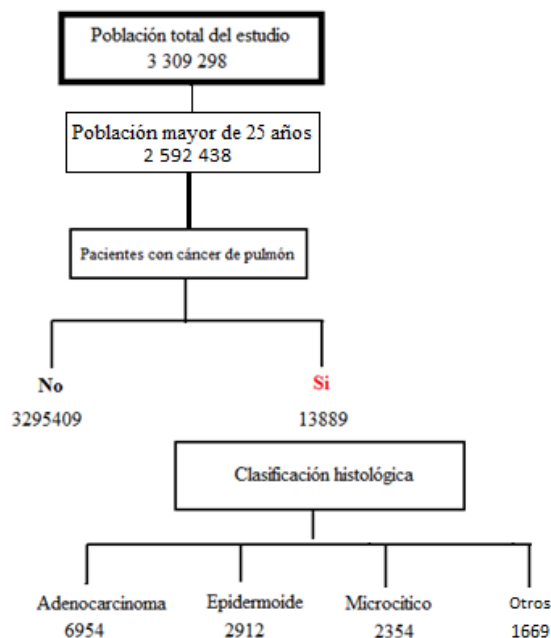 Población total del estudio
3 309 298
Población mayor de 25 años
2 592 438
Pacientes con cáncer de pulmón
No
Si
3295409
13889
Clasificación histológica
Adenocarcinoma
Epidermoide
Microcítico
Otros
6954
2912
2354
1669